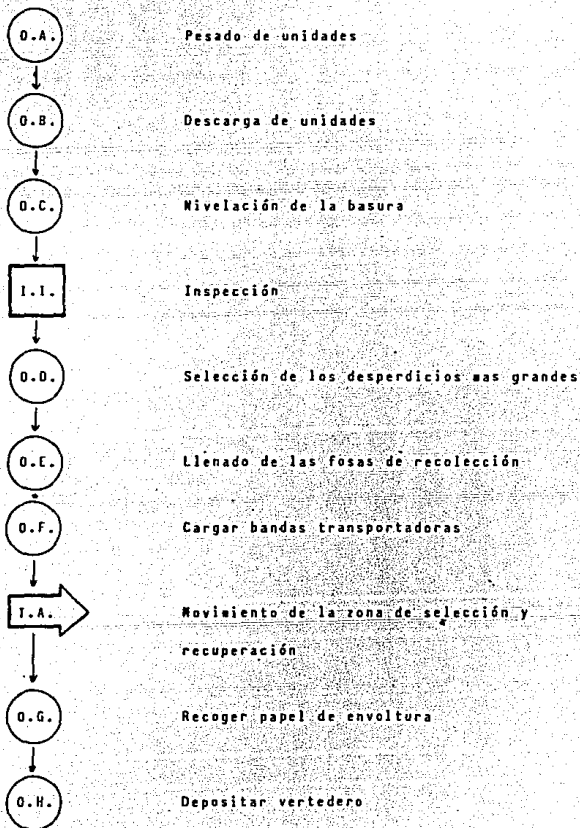 O.A. Pesado de unidades
O.B. Descarga de unidades
O.C. Nivelación de la basura
I.I. Inspección
O.D. Selección de los desperdicios mas grandes
O.E. Llenado de las fosas de recolección
O.F. Cargar bandas transportadoras
T.A. Movimiento de la zona de selección y
recuperación
O.G. Recoger papel de envoltura
O.H. Depositar vertedero